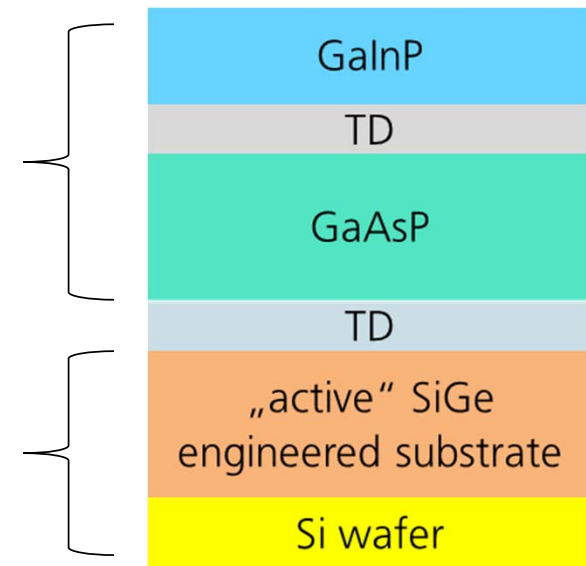 GaInP
TD
GaAsP
TD
„active“ SiGe
engineered substrate
Si wafer